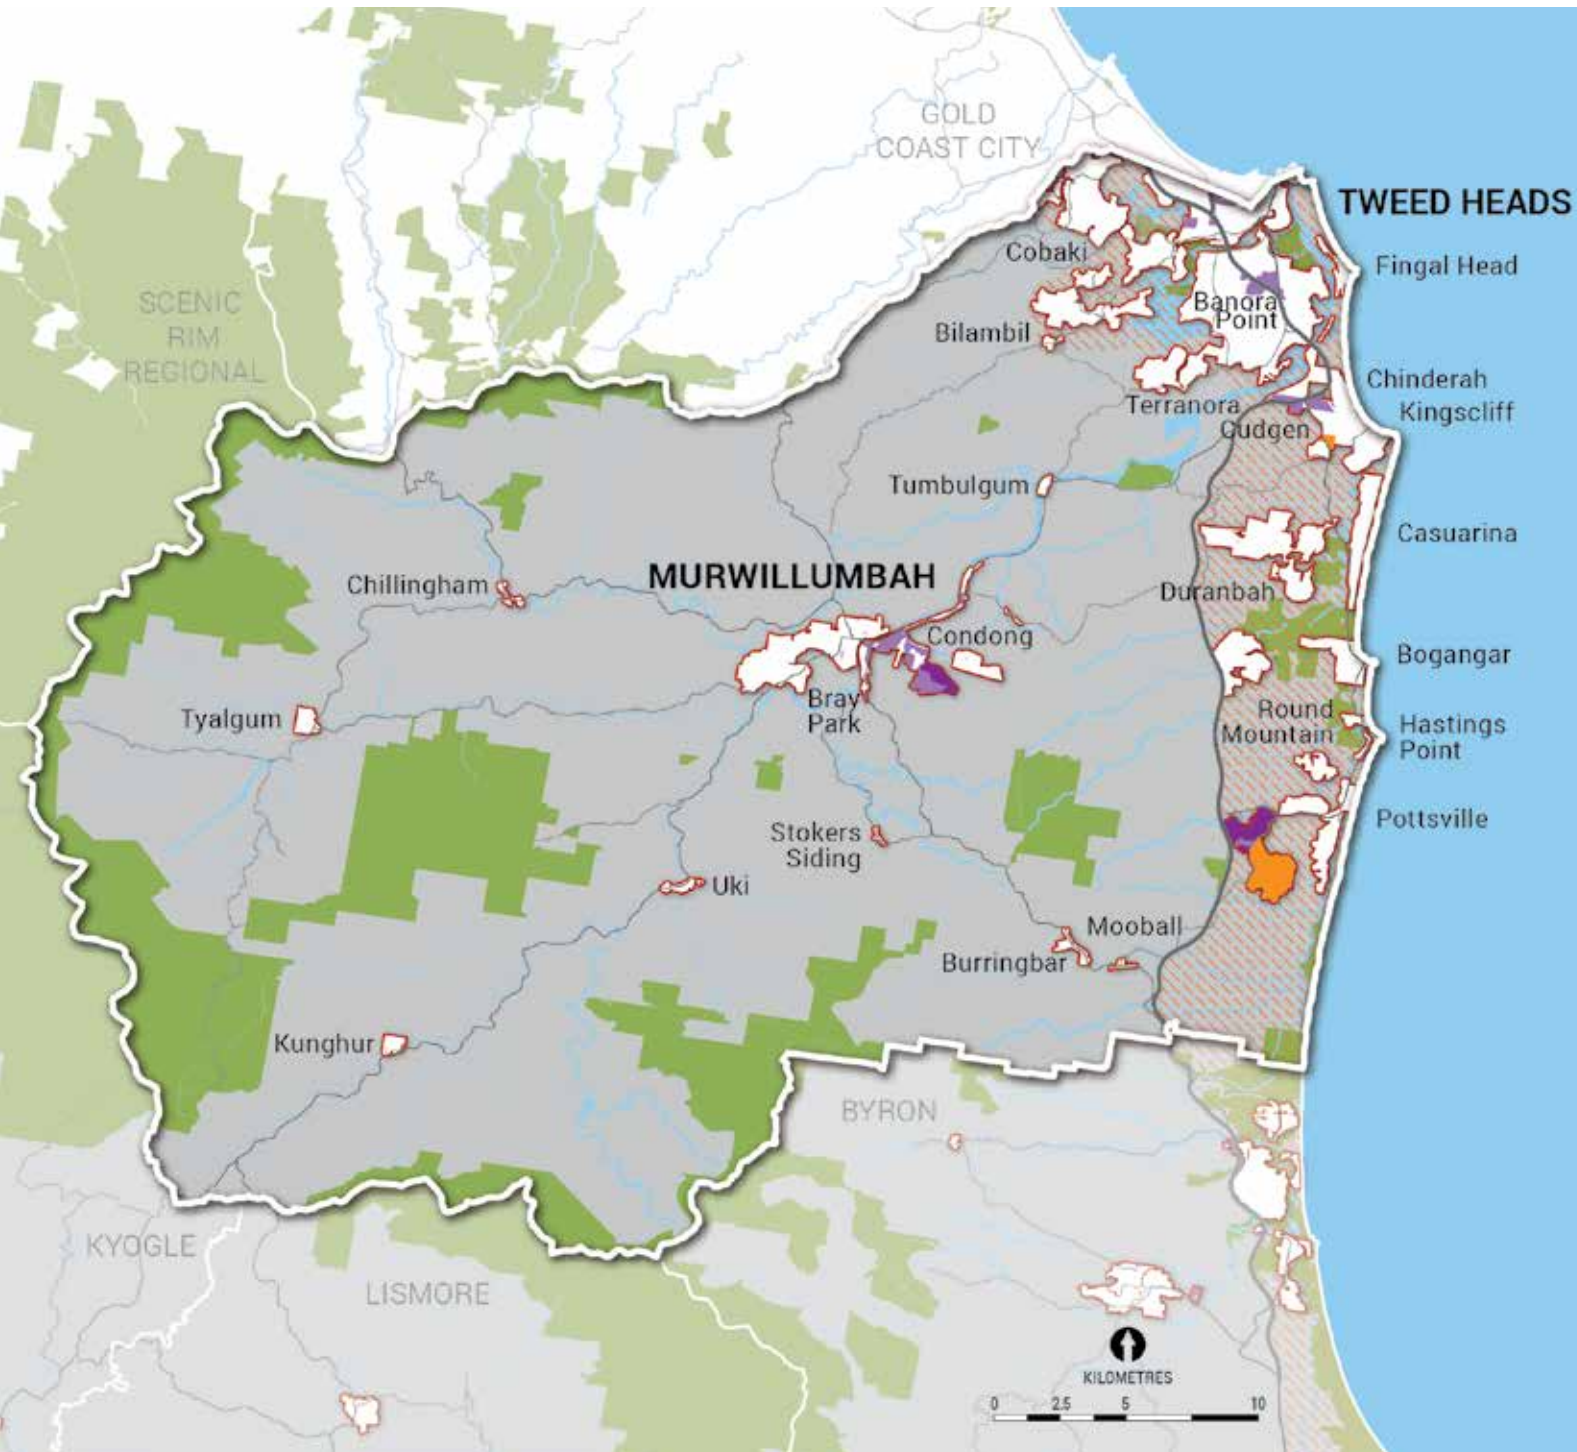 GOLD
COAST CITY
TWEED HEADS
Cobaki
Fingal Head
SCENIC
RIM
REGIONAL
Banora
Point
Bilambil
Chinderah
Terranora
Kingscliff
Cudgen
Tumbulgum
Casuarina
MURWILLUMBAH
Chillingham
Duranbah
Condong
Bogangar
Bray
Park
Tyalgum
Round
Mountain
Hastings
Point
Pottsville
Stokers
Siding
Uki
Mooball
Burringbar
Kunghur
BYRON
KYOGLE
LISMORE
KILOMETRES
0 2.5 5 10